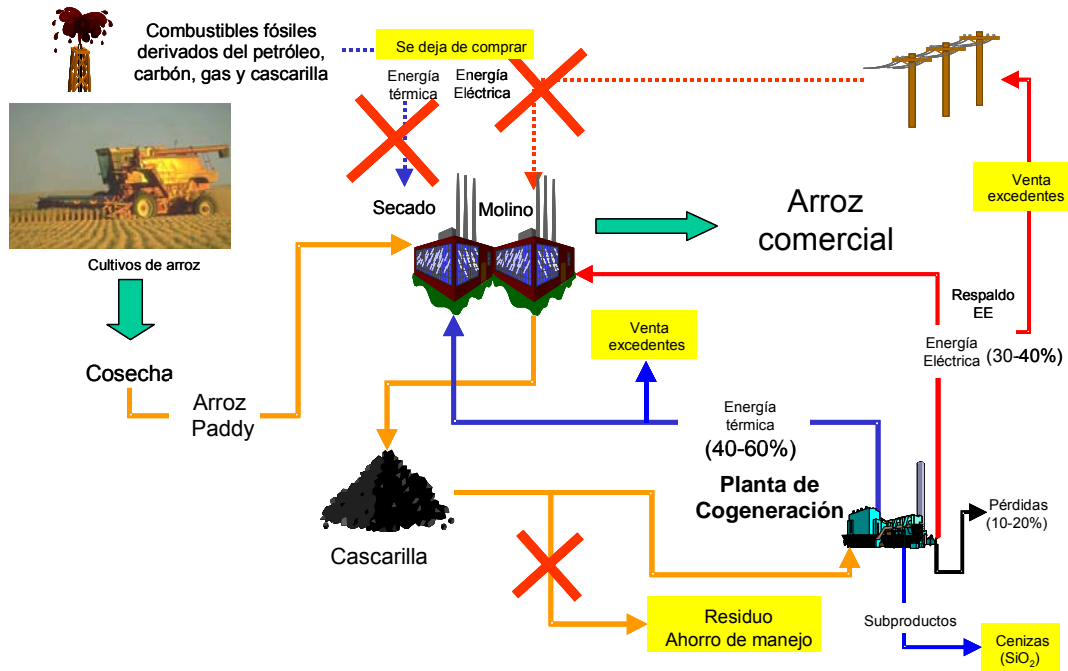 Combustibles fósiles
derivados del petróleo,
carbón, gas y cascarilla
Se deja de comprar
Energía
térmica
Energía
Eléctrica
Venta
excedentes
Secado
Molino
Arroz
comercial
Cultivos de arroz
Respaldo
EE
Venta
excedentes
Energía
Eléctrica (30-40%)
Cosecha
Arroz
Paddy
Energía
térmica
(40-60%)
Planta de
Cogeneración
Pérdidas
(10-20%)
Cascarilla
Residuo
Ahorro de manejo
Subproductos
Cenizas
(SiO₂)